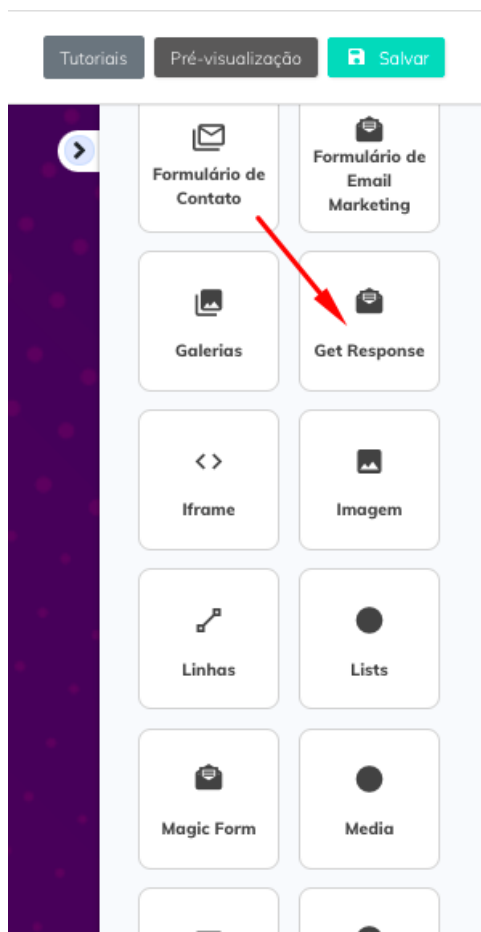 Tutoriais
Pré-visualização
Salvar
Formulário de
Contato
Formulário de
Email
Marketing
Galerias
Get Response
Iframe
Imagem
Linhas
Lists
Magic Form
Media